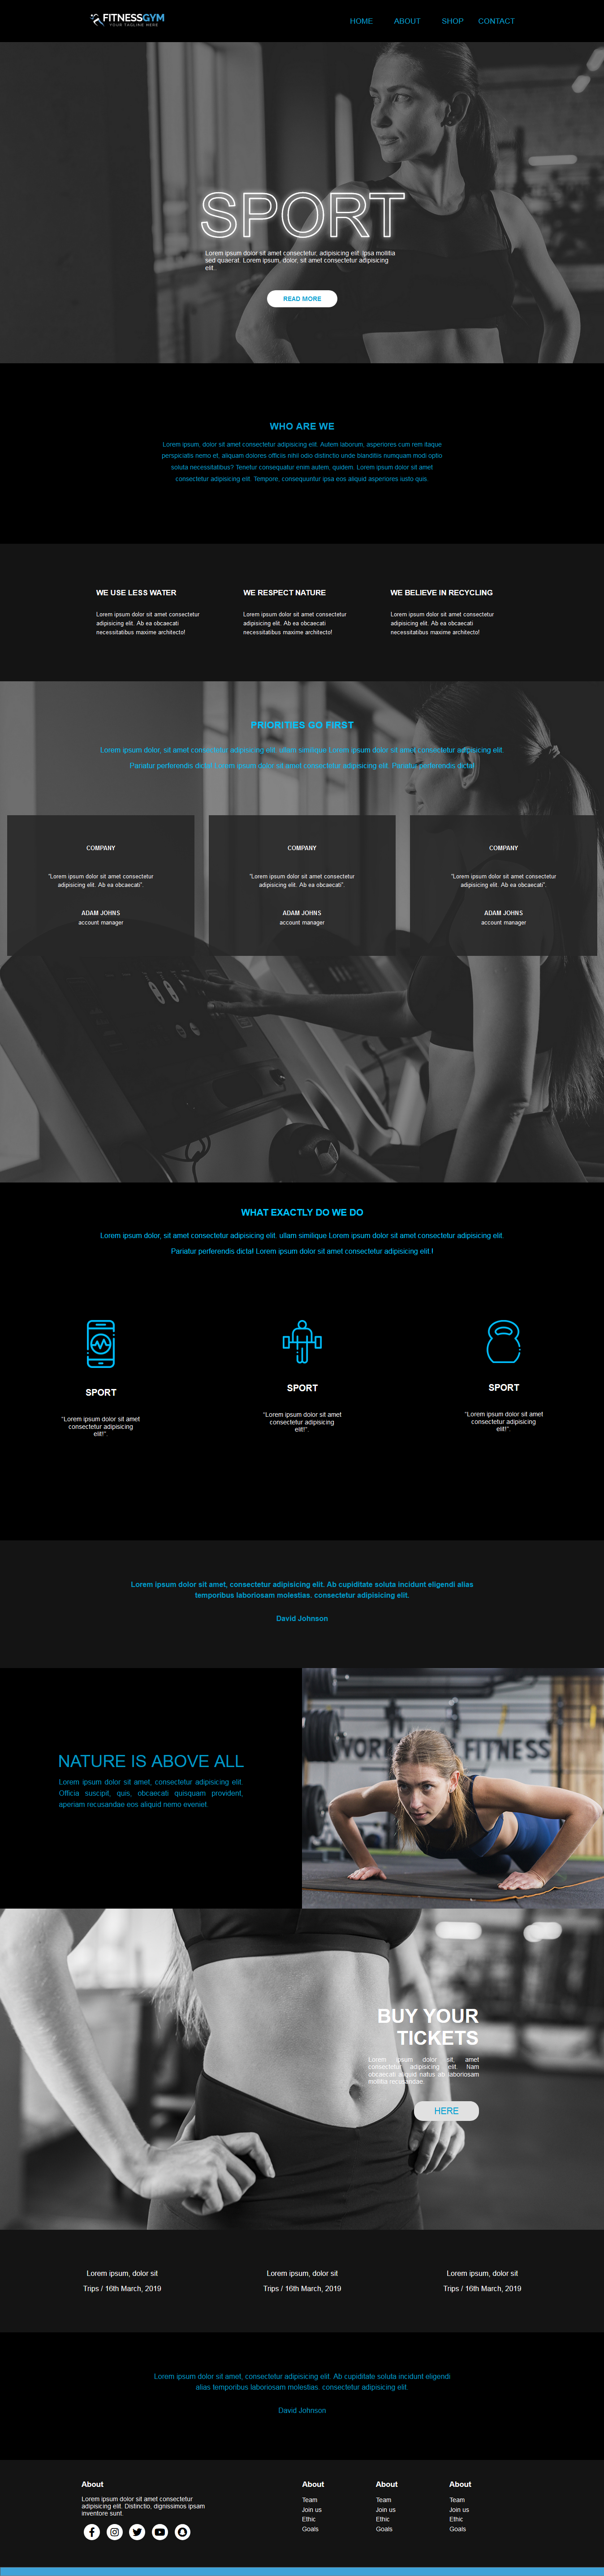 FITNESSGYM
YOUR TAGLINE HERE
HOME ABOUT SHOP CONTACT
SPORT
Lorem ipsum dolor sit amet consectetur, adipisicing elit. Ipsa mollitia
sed quaerat. Lorem ipsum, dolor, sit amet consectetur adipisicing
elit.
READ MORE
WHO ARE WE
Lorem ipsum, dolor sit amet consectetur adipisicing elit. Autem laborum, asperiores cum rem itaque
perspiciatis nemo et, aliquam dolores officiis nihil odio distinctio unde blanditiis numquam modi optio
soluta necessitatibus? Tenetur consequatur enim autem, quidem. Lorem ipsum dolor sit amet
consectetur adipisicing elit. Tempore, consequuntur ipsa eos aliquid asperiores iusto quis.
WE USE LESS WATER
Lorem ipsum dolor sit amet consectetur
adipisicing elit. Ab ea obcaecati
necessitatibus maxime architecto!
WE RESPECT NATURE
Lorem ipsum dolor sit amet consectetur
adipisicing elit. Ab ea obcaecati
necessitatibus maxime architecto!
WE BELIEVE IN RECYCLING
Lorem ipsum dolor sit amet consectetur
adipisicing elit. Ab ea obcaecati
necessitatibus maxime architecto!
PRIORITIES GO FIRST
Lorem ipsum dolor, sit amet consectetur adipisicing elit. ullam similique Lorem ipsum dolor sit amet consectetur adipisicing elit.
Pariatur perferendis dicta! Lorem ipsum dolor sit amet consectetur adipisicing elit. Pariatur perferendis dicta!
COMPANY
"Lorem ipsum dolor sit amet consectetur
adipisicing elit. Ab ea obcaecati".
ADAM JOHNS
account manager
COMPANY
"Lorem ipsum dolor sit amet consectetur
adipisicing elit. Ab ea obcaecati".
ADAM JOHNS
account manager
COMPANY
"Lorem ipsum dolor sit amet consectetur
adipisicing elit. Ab ea obcaecati".
ADAM JOHNS
account manager
WHAT EXACTLY DO WE DO
Lorem ipsum dolor, sit amet consectetur adipisicing elit. ullam similique Lorem ipsum dolor sit amet consectetur adipisicing elit.
Pariatur perferendis dicta! Lorem ipsum dolor sit amet consectetur adipisicing elit.!
SPORT
"Lorem ipsum dolor sit amet
consectetur adipisicing
elit!".
SPORT
"Lorem ipsum dolor sit amet
consectetur adipisicing
elit!".
SPORT
"Lorem ipsum dolor sit amet
consectetur adipisicing
elit!".
Lorem ipsum dolor sit amet, consectetur adipisicing elit. Ab cupiditate soluta incidunt eligendi alias
temporibus laboriosam molestias. consectetur adipisicing elit.
David Johnson
NATURE IS ABOVE ALL
Lorem ipsum dolor sit amet, consectetur adipisicing elit.
Officia suscipit, quis, obcaecati quisquam provident,
aperiam recusandae eos aliquid nemo eveniet.
FITNESS
BUY YOUR
TICKETS
Lorem ipsum dolor sit, amet
consectetur adipisicing elit. Nam
obcaecati aliquid natus ab laboriosam
mollitia recusandae.
HERE
Lorem ipsum, dolor sit
Trips / 16th March, 2019
Lorem ipsum, dolor sit
Trips / 16th March, 2019
Lorem ipsum, dolor sit
Trips / 16th March, 2019
Lorem ipsum dolor sit amet, consectetur adipisicing elit. Ab cupiditate soluta incidunt eligendi
alias temporibus laboriosam molestias. consectetur adipisicing elit.
David Johnson
About
Lorem ipsum dolor sit amet consectetur
adipisicing elit. Distinctio, dignissimos ipsam
inventore sunt.
About
Team
Join us
Ethic
Goals
About
Team
Join us
Ethic
Goals
About
Team
Join us
Ethic
Goals